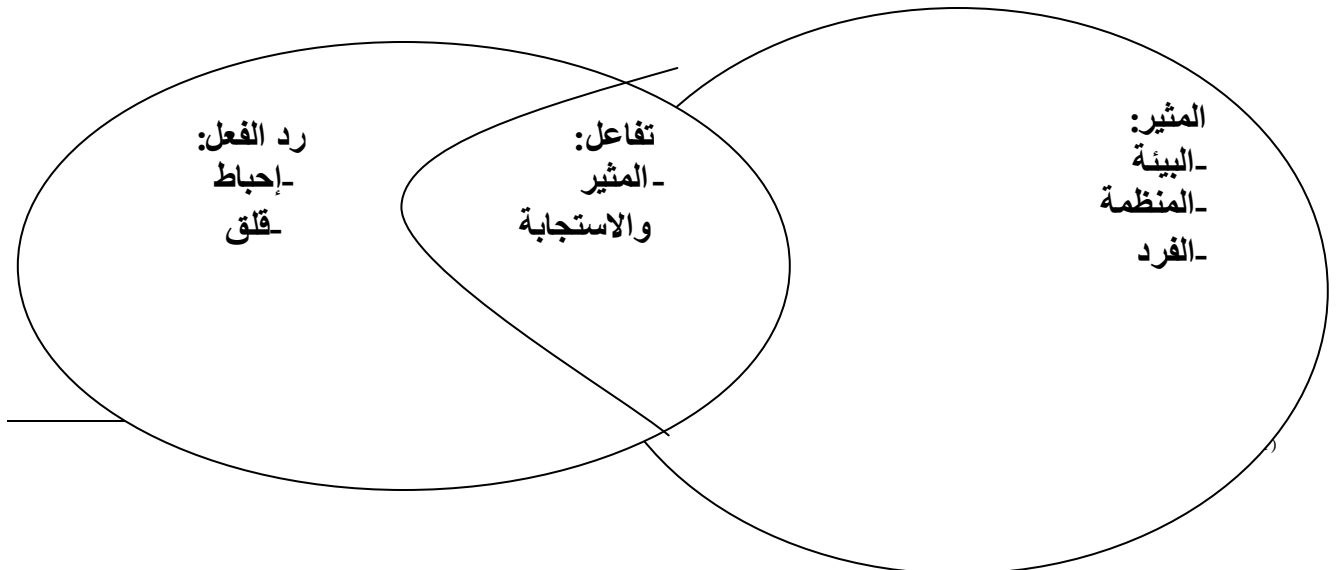 المثير:
-البيئة
-المنظمة
-الفرد
تفاعل:
- المثير
والاستجابة
رد الفعل:
-إحباط
-قلق